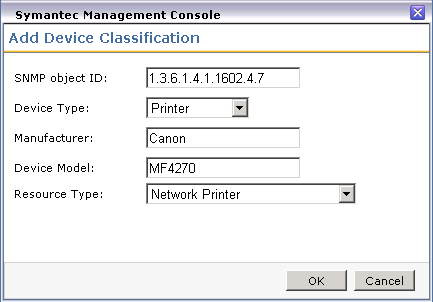 Symantec Management Console
Add Device Classification
SNMP object ID: 1.3.6.1.4.1.1602.4.7
Device Type: Printer
Manufacturer: Canon
Device Model: MF4270
Resource Type: Network Printer
OK Cancel